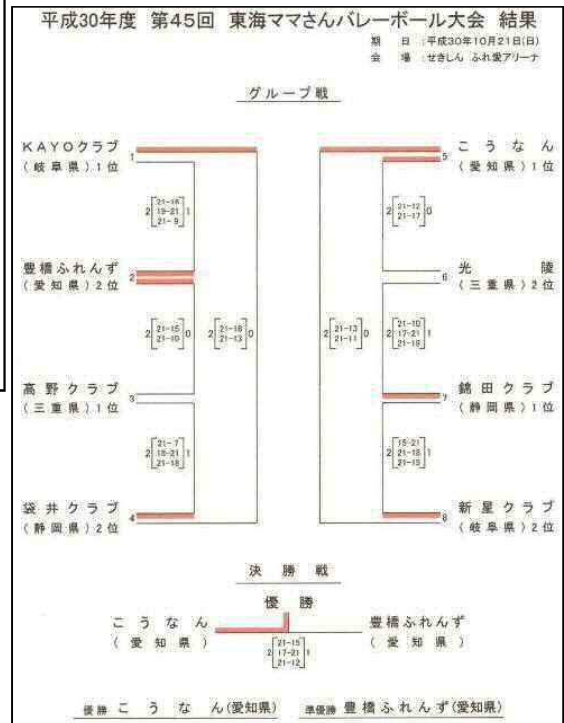 平成30年度 第45回 東海ママさんバレーボール大会 結果
期 日 :平成30年10月21日(日)
会 場 :せきしん ふれ愛アリーナ
グループ戦
KAYOクラブ
(岐阜県)1位
1
2[21-16 19-21 21-9]1
豊橋ふれんず
(愛知県)2位
2
2[21-15 21-10]0
2[21-18 21-13]0
高野クラブ
(三重県)1位
3
2[21-7 18-21 21-18]1
袋井クラブ
(静岡県)2位
4
こうなん
(愛知県)1位
5
2[21-12 21-17]0
光 陵
(三重県)2位
6
2[21-13 21-11]0
2[21-10 17-21 21-18]1
錦田クラブ
(静岡県)1位
7
2[15-21 21-18 21-15]1
新星クラブ
(岐阜県)2位
8
決 勝 戦
優 勝
こ う な ん
(愛 知 県)
豊橋ふれんず
(愛 知 県)
2[21-15 17-21 21-12]1
優勝 こ う な ん(愛知県)
準優勝 豊橋ふれんず(愛知県)